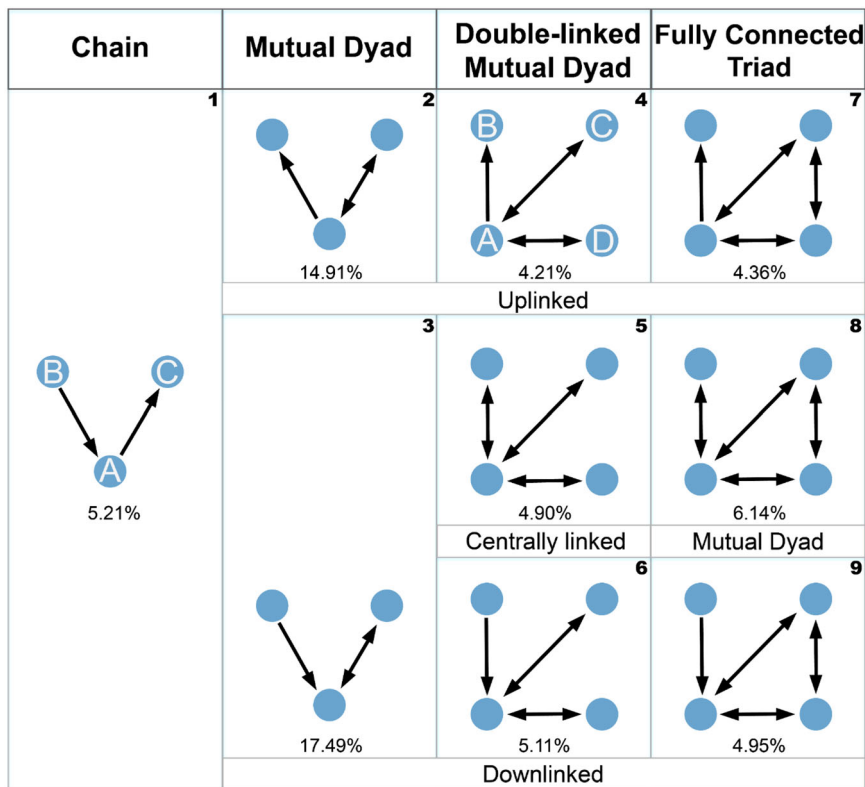 Chain
Mutual Dyad
Double-linked
Mutual Dyad
Fully Connected
Triad
1
2
4
7
B
C
A
D
14.91%
4.21%
4.36%
Uplinked
3
5
8
B
C
A
5.21%
4.90%
6.14%
Centrally linked
Mutual Dyad
6
9
17.49%
5.11%
4.95%
Downlinked